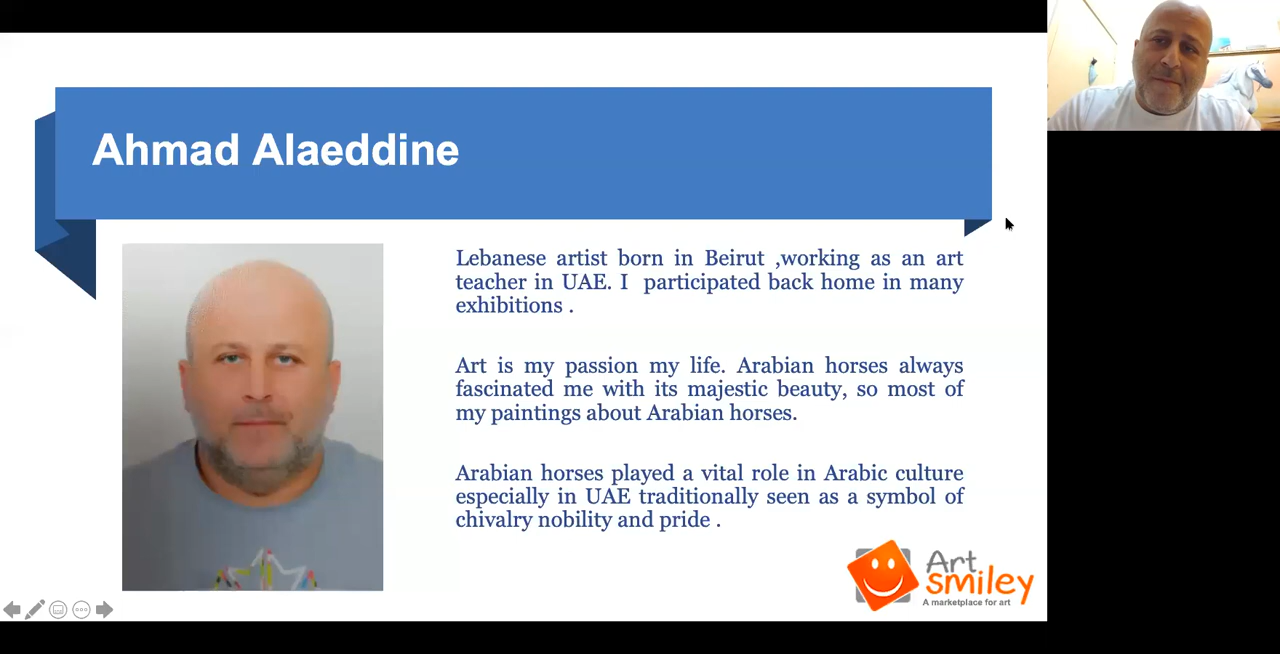 Ahmad Alaeddine
Lebanese artist born in Beirut ,working as an art
teacher in UAE. I participated back home in many
exhibitions .
Art is my passion my life. Arabian horses always
fascinated me with its majestic beauty, so most of
my paintings about Arabian horses.
Arabian horses played a vital role in Arabic culture
especially in UAE traditionally seen as a symbol of
chivalry nobility and pride .
Art
smiley
A marketplace for art